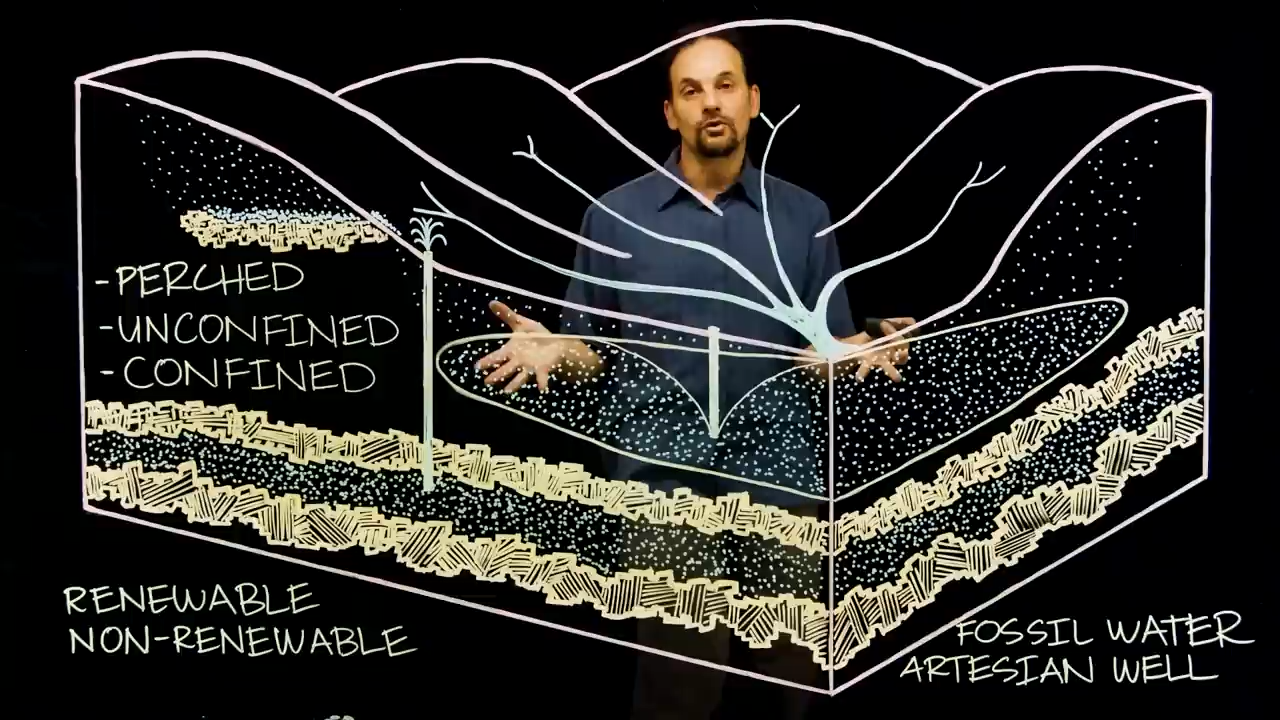 - PERCHED
- UNCONFINED
- CONFINED
RENEWABLE
NON-RENEWABLE
FOSSIL WATER
ARTESIAN WELL